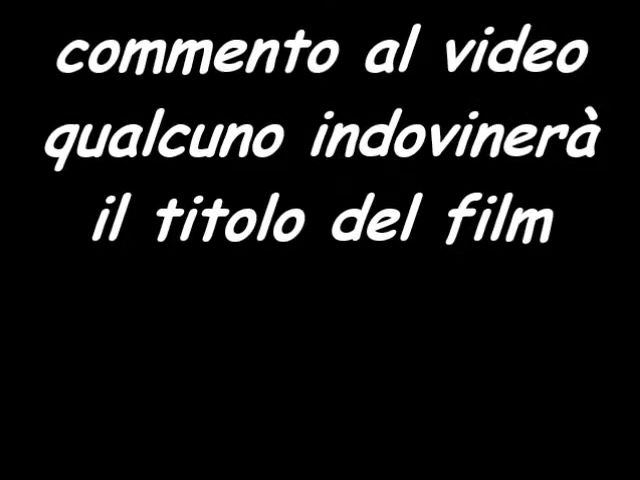 commento al video
qualcuno indovinerà
il titolo del film